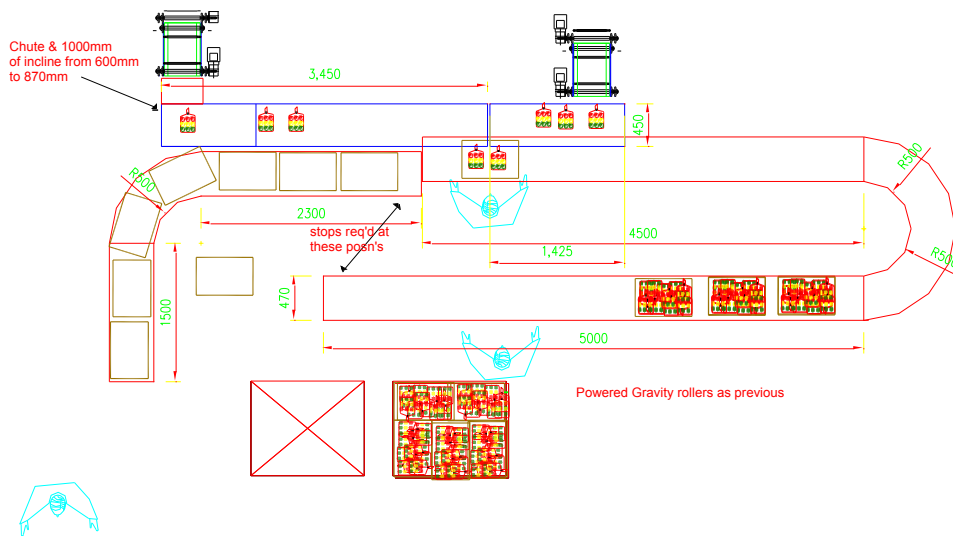 Chute & 1000mm
of incline from 600mm
to 870mm
3,450
450
R500
R500
2300
stops req'd at
these posn's
4500
1,425
R500
1500
470
5000
Powered Gravity rollers as previous